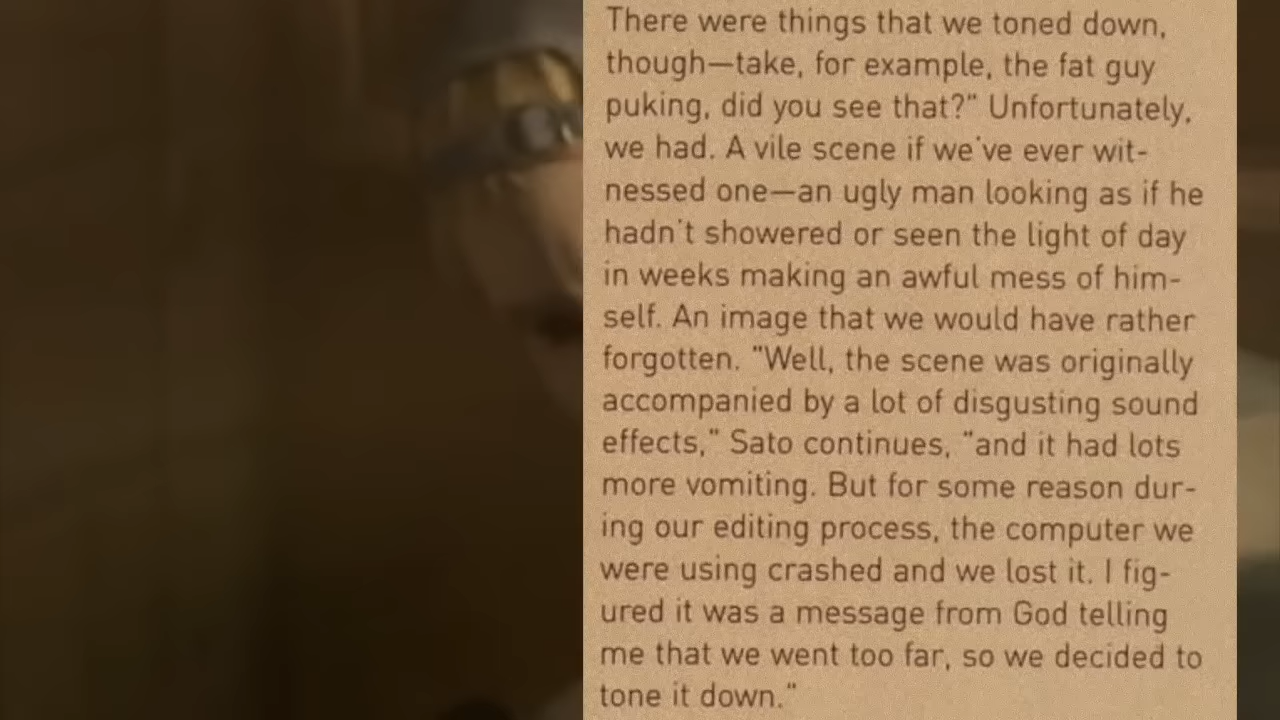 There were things that we toned down,
though—take, for example, the fat guy
puking, did you see that?" Unfortunately,
we had. A vile scene if we've ever wit-
nessed one—an ugly man looking as if he
hadn't showered or seen the light of day
in weeks making an awful mess of him-
self. An image that we would have rather
forgotten. "Well, the scene was originally
accompanied by a lot of disgusting sound
effects," Sato continues, "and it had lots
more vomiting. But for some reason dur-
ing our editing process, the computer we
were using crashed and we lost it. I fig-
ured it was a message from God telling
me that we went too far, so we decided to
tone it down."